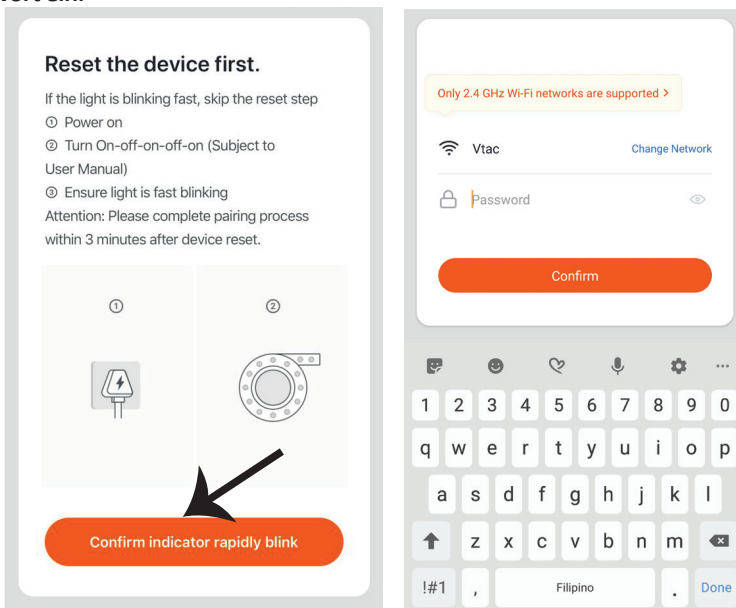 Reset the device first.
If the light is blinking fast, skip the reset step
① Power on
② Turn On-off-on-off-on (Subject to
User Manual)
③ Ensure light is fast blinking
Attention: Please complete pairing process
within 3 minutes after device reset.
① ②
Confirm indicator rapidly blink
Only 2.4 GHz Wi-Fi networks are supported >
Vtac Change Network
Password
Confirm
1 2 3 4 5 6 7 8 9 0
q w e r t y u i o p
a s d f g h j k l
z x c v b n m
!#1 , Filipino . Done